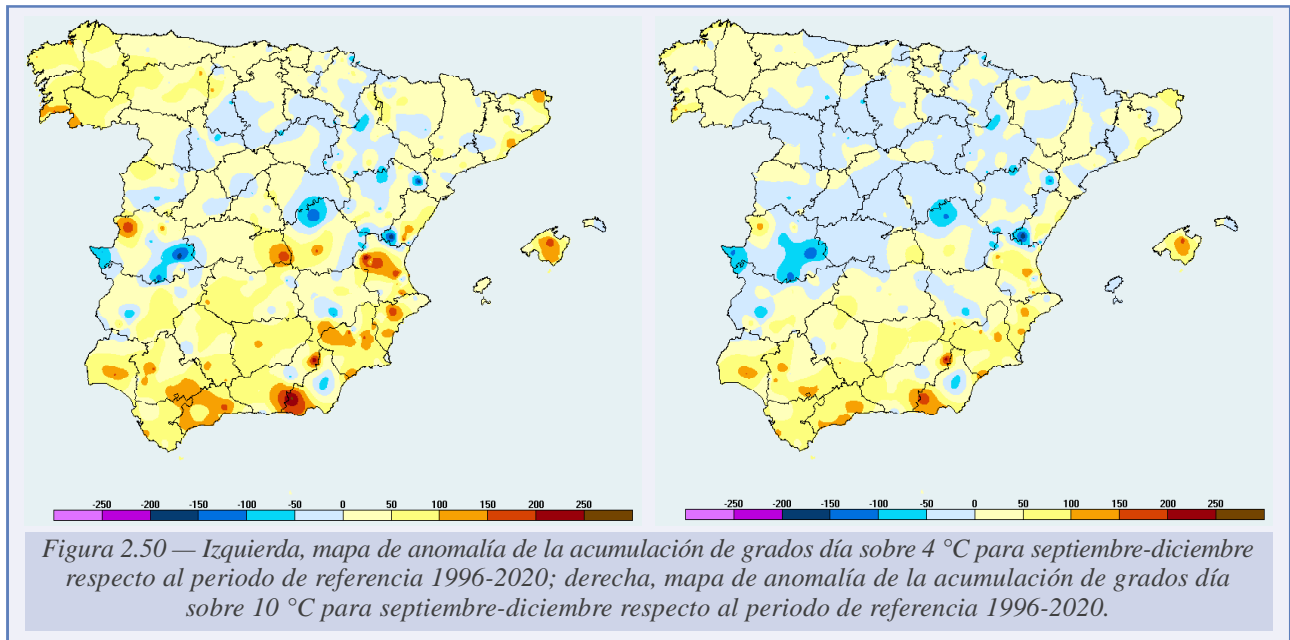 -250 -200 -150 -100 -50 0 50 100 150 200 250
-250 -200 -150 -100 -50 0 50 100 150 200 250
Figura 2.50 — Izquierda, mapa de anomalía de la acumulación de grados día sobre 4 °C para septiembre-diciembre
respecto al periodo de referencia 1996-2020; derecha, mapa de anomalía de la acumulación de grados día
sobre 10 °C para septiembre-diciembre respecto al periodo de referencia 1996-2020.